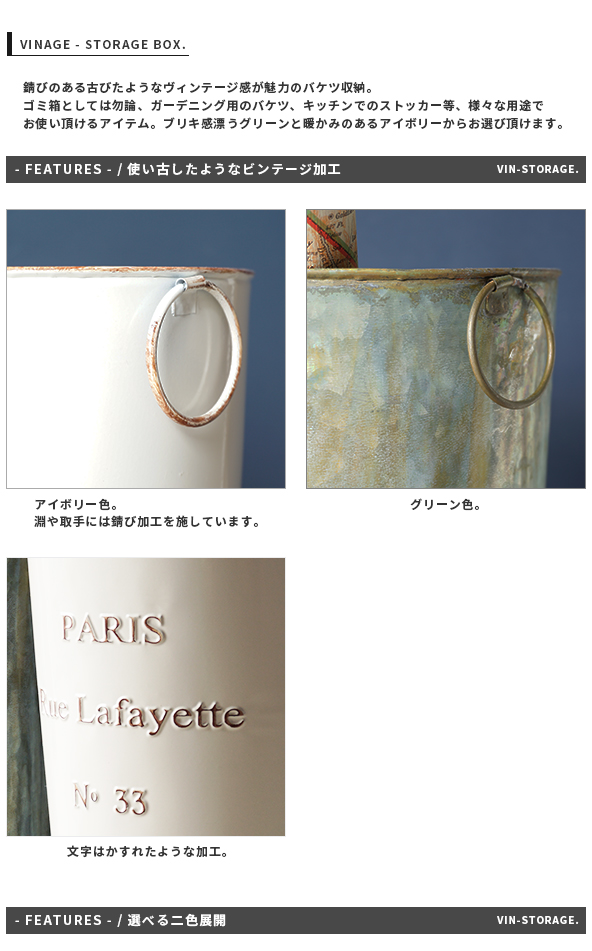 VINAGE - STORAGE BOX.
錆びのある古びたようなヴィンテージ感が魅力のバケツ収納。
ゴミ箱としては勿論、ガーデニング用のバケツ、キッチンでのストッカー等、様々な用途で
お使い頂けるアイテム。ブリキ感漂うグリーンと暖かみのあるアイボリーからお選び頂けます。
- FEATURES - / 使い古したようなビンテージ加工
VIN-STORAGE.
アイボリー色。
淵や取手には錆び加工を施しています。
グリーン色。
PARIS
Rue Lafayette
Nº 33
文字はかすれたような加工。
- FEATURES - / 選べる二色展開
VIN-STORAGE.